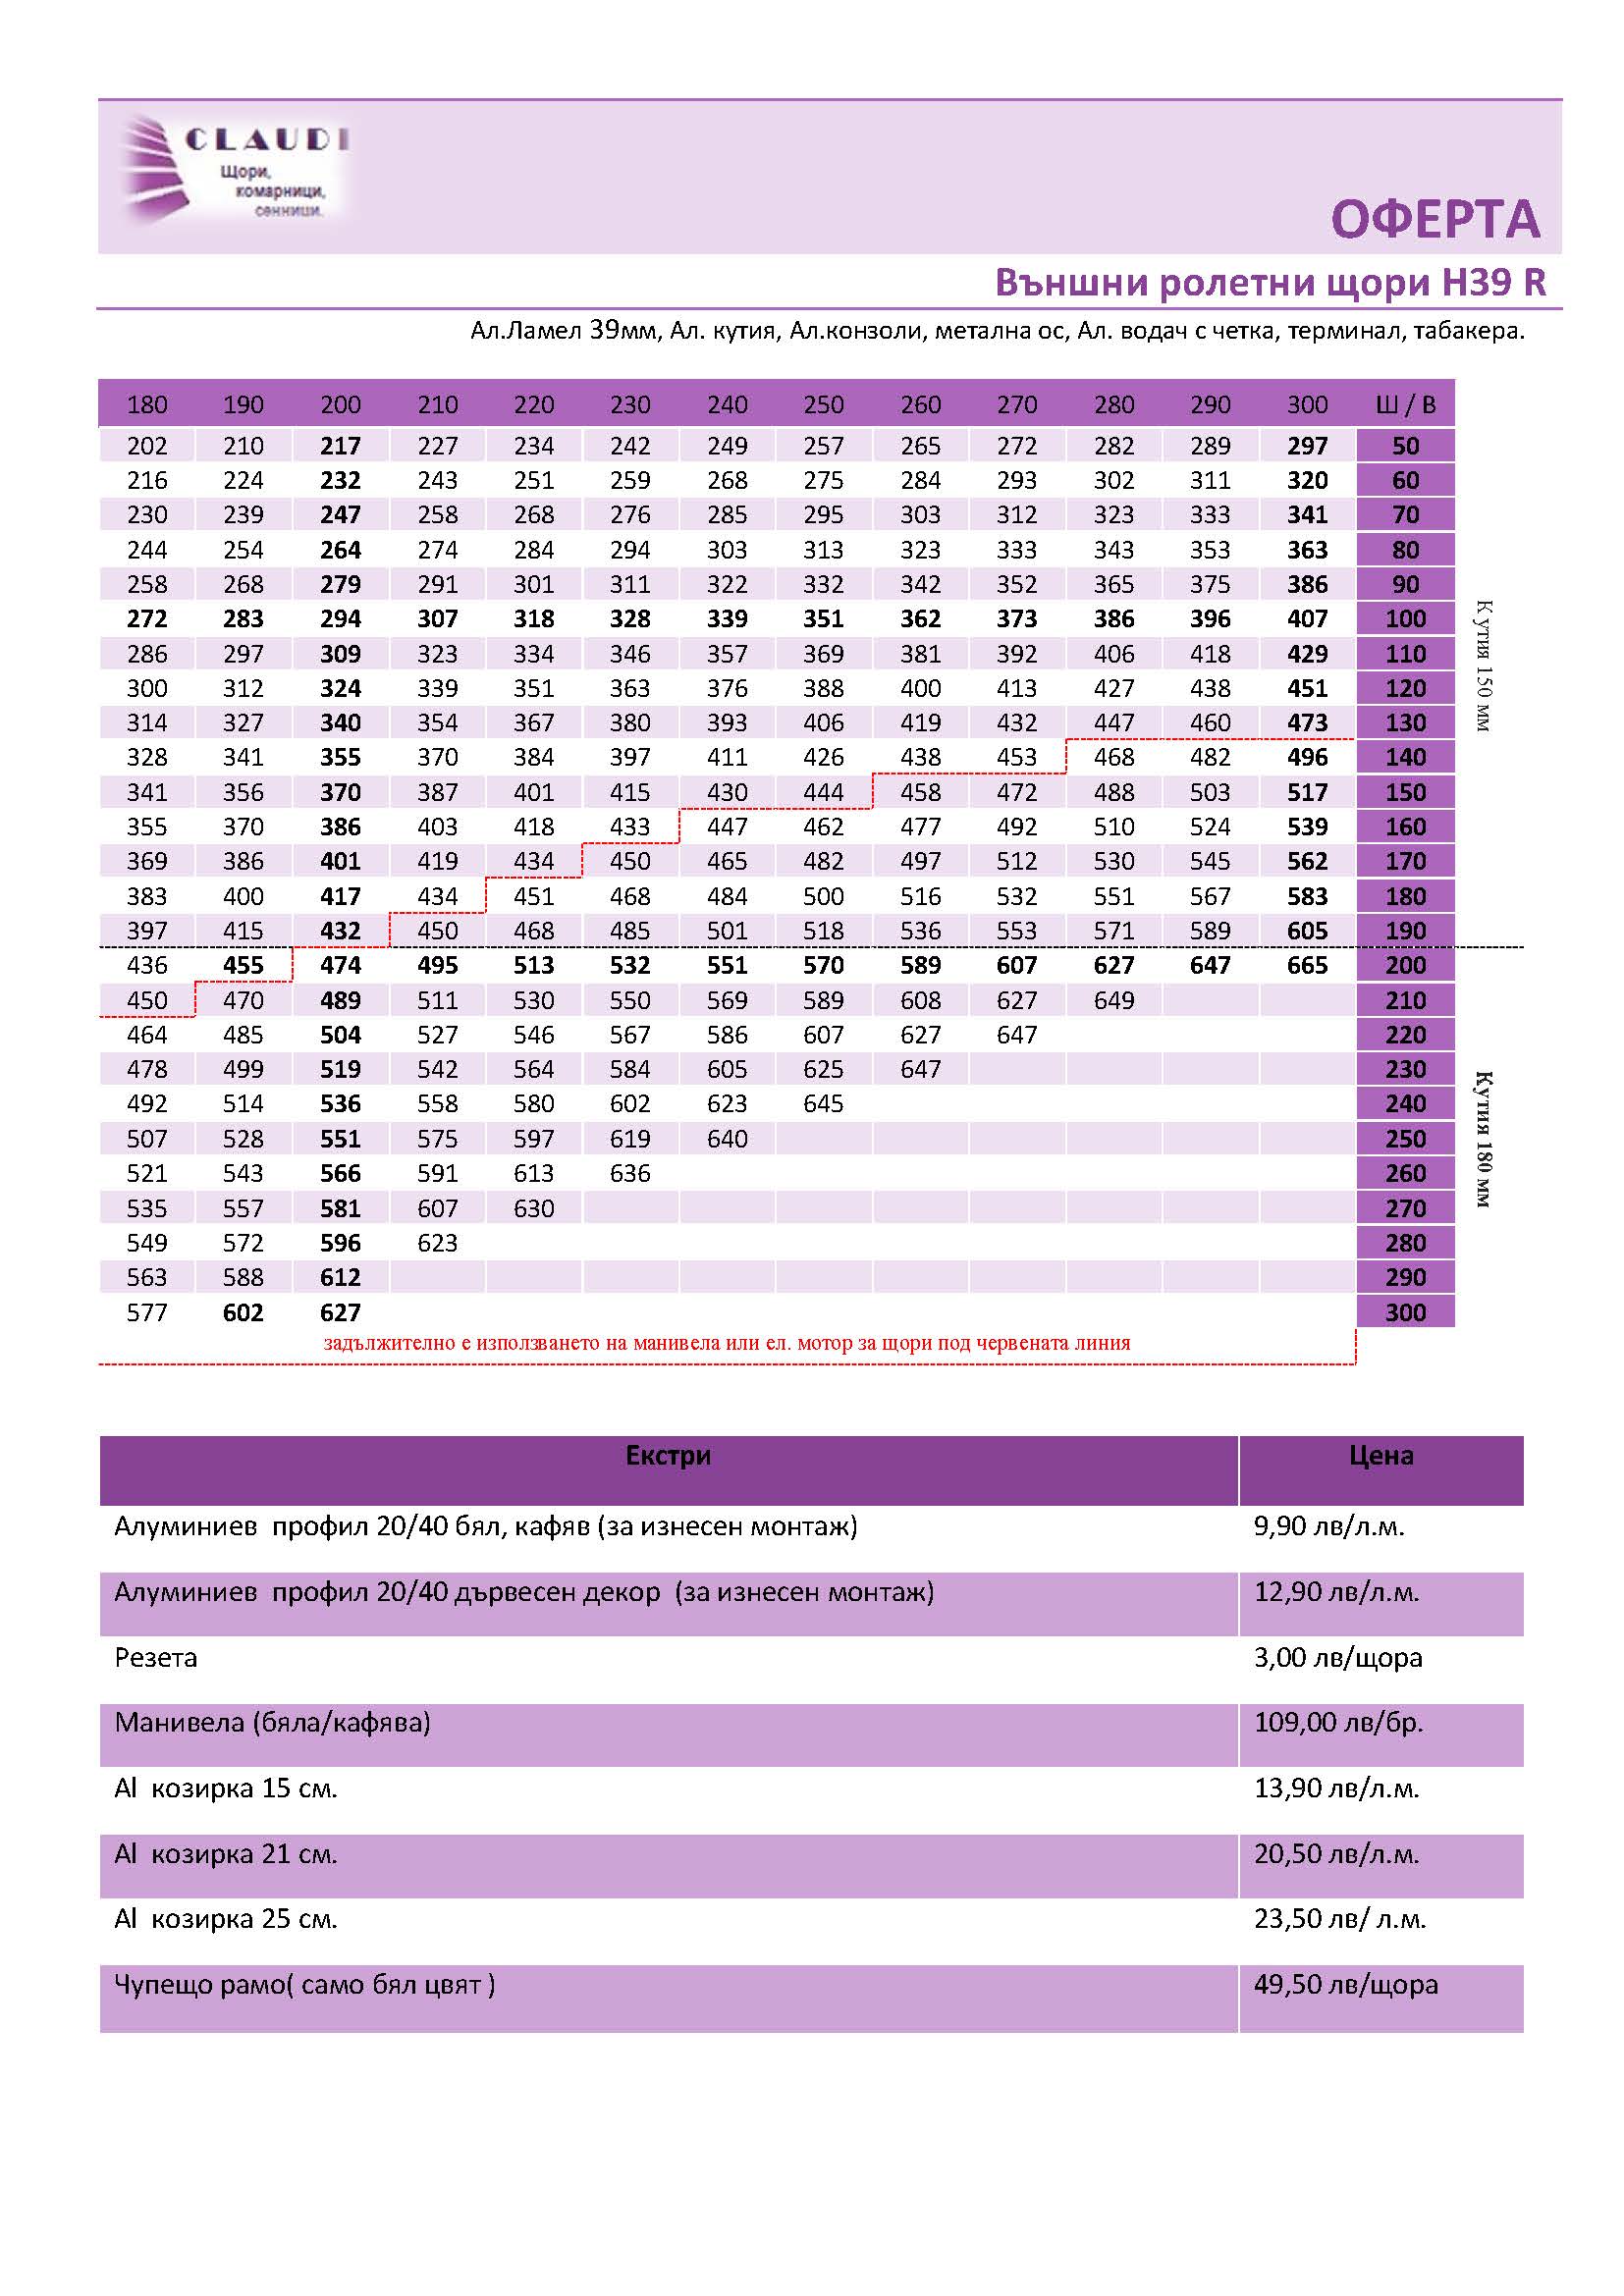 CLAUDI
Щори,
комарници,
сенници.
ОФЕРТА
Външни ролетни щори H39 R
Ал.Ламел 39мм, Ал. кутия, Ал.конзоли, метална ос, Ал. водач с четка, терминал, табакера.
180 190 200 210 220 230 240 250 260 270 280 290 300 Ш / В
202 210 217 227 234 242 249 257 265 272 282 289 297 50
216 224 232 243 251 259 268 275 284 293 302 311 320 60
230 239 247 258 268 276 285 295 303 312 323 333 341 70
244 254 264 274 284 294 303 313 323 333 343 353 363 80
258 268 279 291 301 311 322 332 342 352 365 375 386 90
272 283 294 307 318 328 339 351 362 373 386 396 407 100
286 297 309 323 334 346 357 369 381 392 406 418 429 110
300 312 324 339 351 363 376 388 400 413 427 438 451 120
314 327 340 354 367 380 393 406 419 432 447 460 473 130
328 341 355 370 384 397 411 426 438 453 468 482 496 140
341 356 370 387 401 415 430 444 458 472 488 503 517 150
355 370 386 403 418 433 447 462 477 492 510 524 539 160
369 386 401 419 434 450 465 482 497 512 530 545 562 170
383 400 417 434 451 468 484 500 516 532 551 567 583 180
397 415 432 450 468 485 501 518 536 553 571 589 605 190
436 455 474 495 513 532 551 570 589 607 627 647 665 200
450 470 489 511 530 550 569 589 608 627 649 210
464 485 504 527 546 567 586 607 627 647 220
478 499 519 542 564 584 605 625 647 230
492 514 536 558 580 602 623 645 240
507 528 551 575 597 619 640 250
521 543 566 591 613 636 260
535 557 581 607 630 270
549 572 596 623 280
563 588 612 290
577 602 627 300
Кутия 150 мм
Кутия 180 мм
задължително е използването на манивела или ел. мотор за щори под червената линия
Екстри Цена
Алуминиев профил 20/40 бял, кафяв (за изнесен монтаж) 9,90 лв/л.м.
Алуминиев профил 20/40 дървесен декор (за изнесен монтаж) 12,90 лв/л.м.
Резета 3,00 лв/щора
Манивела (бяла/кафява) 109,00 лв/бр.
Al козирка 15 см. 13,90 лв/л.м.
Al козирка 21 см. 20,50 лв/л.м.
Al козирка 25 см. 23,50 лв/ л.м.
Чупещо рамо( само бял цвят ) 49,50 лв/щора